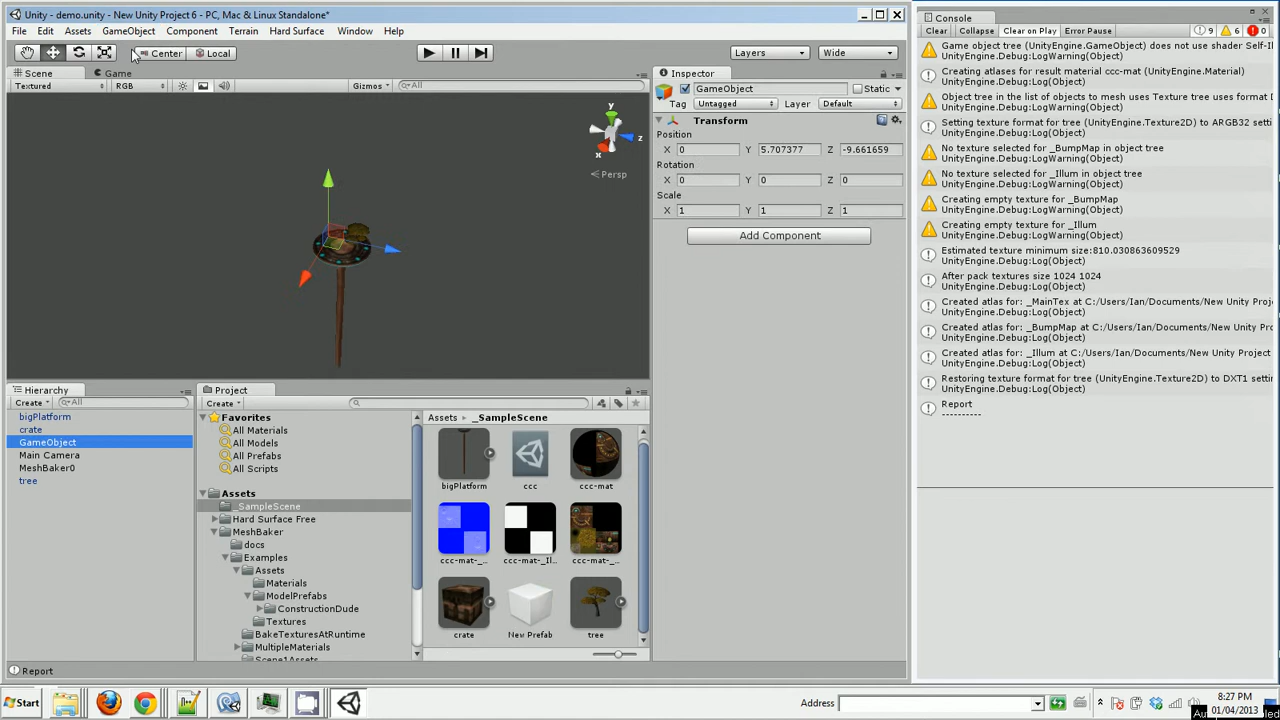 Unity - demo.unity - New Unity Project 6 - PC, Mac & Linux Standalone*
File Edit Assets GameObject Component Terrain Hard Surface Window Help
Center Local
Layers Wide
Scene Game
Textured RGB Gizmos All
y
z
x
Persp
Inspector
GameObject Static
Tag Untagged Layer Default
Transform
Position
X 0 Y 5.707377 Z -9.661659
Rotation
X 0 Y 0 Z 0
Scale
X 1 Y 1 Z 1
Add Component
Hierarchy
Create All
bigPlatform
crate
GameObject
Main Camera
MeshBaker0
tree
Project
Create
Favorites
All Materials
All Models
All Prefabs
All Scripts
Assets
_SampleScene
Hard Surface Free
MeshBaker
docs
Examples
Assets
Materials
ModelPrefabs
ConstructionDude
Textures
BakeTexturesAtRuntime
MultipleMaterials
Scene1Assets
Assets _SampleScene
bigPlatform ccc ccc-mat
ccc-mat-_... ccc-mat-_Il... ccc-mat-_...
crate New Prefab tree
Report
Console
Clear Collapse Clear on Play Error Pause 9 6 0
Game object tree (UnityEngine.GameObject) does not use shader Self-I
UnityEngine.Debug:LogWarning(Object)
Creating atlases for result material ccc-mat (UnityEngine.Material)
UnityEngine.Debug:Log(Object)
Object tree in the list of objects to mesh uses Texture tree uses format D
UnityEngine.Debug:LogWarning(Object)
Setting texture format for tree (UnityEngine.Texture2D) to ARGB32 setti
UnityEngine.Debug:Log(Object)
No texture selected for _BumpMap in object tree
UnityEngine.Debug:LogWarning(Object)
No texture selected for _Illum in object tree
UnityEngine.Debug:LogWarning(Object)
Creating empty texture for _BumpMap
UnityEngine.Debug:LogWarning(Object)
Creating empty texture for _Illum
UnityEngine.Debug:LogWarning(Object)
Estimated texture minimum size:810.030863609529
UnityEngine.Debug:Log(Object)
After pack textures size 1024 1024
UnityEngine.Debug:Log(Object)
Created atlas for: _MainTex at C:/Users/Ian/Documents/New Unity Projec
UnityEngine.Debug:Log(Object)
Created atlas for: _BumpMap at C:/Users/Ian/Documents/New Unity Pro
UnityEngine.Debug:Log(Object)
Created atlas for: _Illum at C:/Users/Ian/Documents/New Unity Project
UnityEngine.Debug:Log(Object)
Restoring texture format for tree (UnityEngine.Texture2D) to DXT1 settin
UnityEngine.Debug:Log(Object)
Report
----------
Start
Address
8:27 PM
01/04/2013